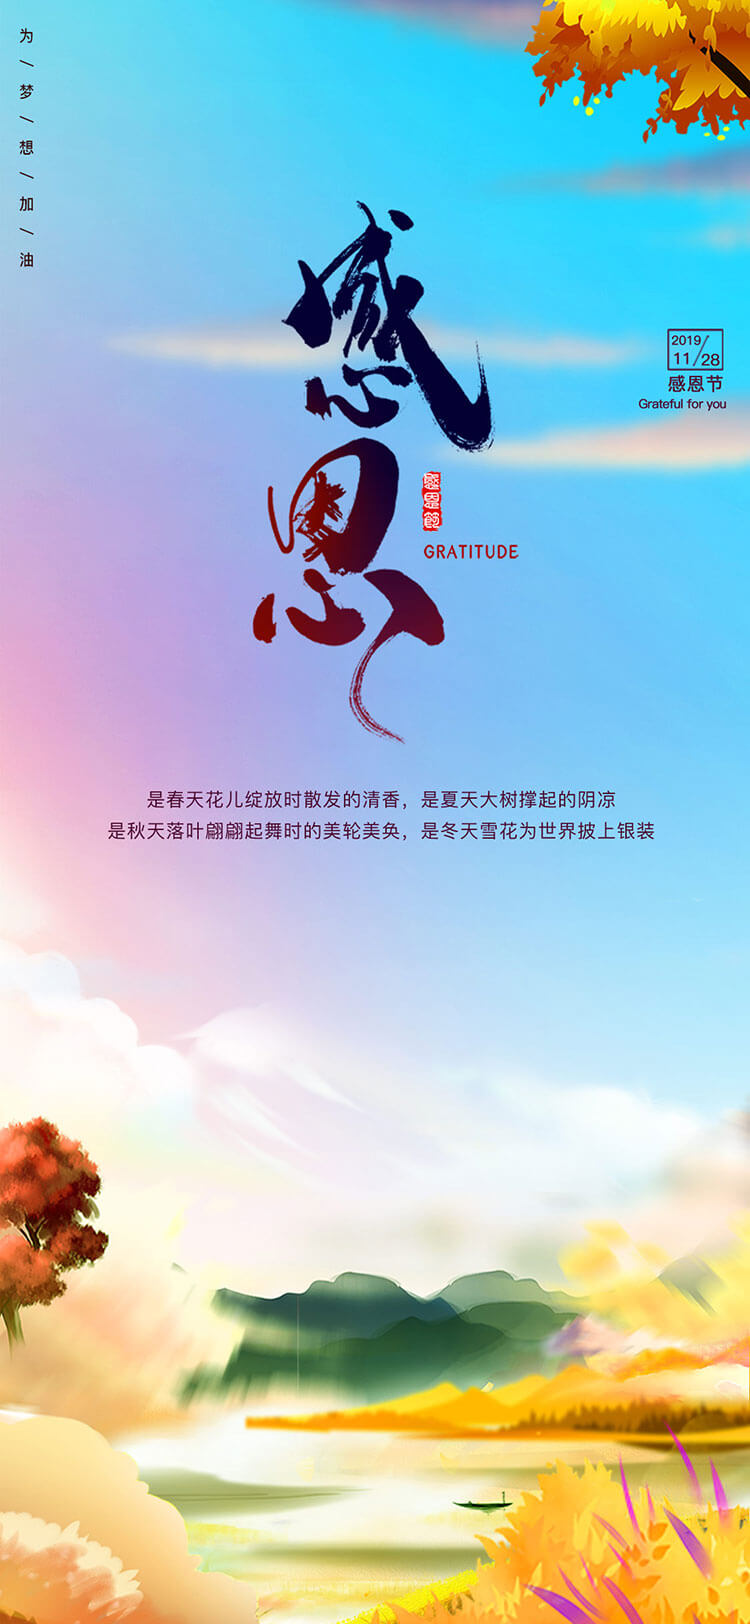 为/梦/想/加/油
感恩
感恩節
GRATITUDE
2019
11/28
感恩节
Grateful for you
是春天花儿绽放时散发的清香，是夏天大树撑起的阴凉
是秋天落叶翩翩起舞时的美轮美奂，是冬天雪花为世界披上银装